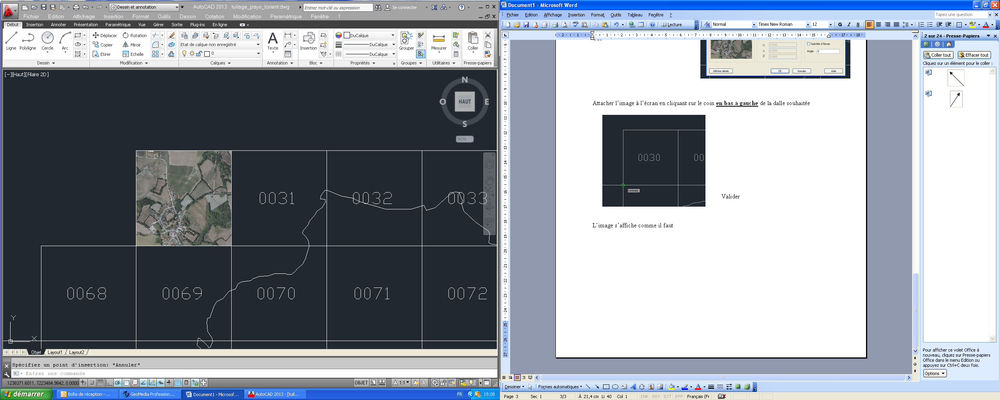 Dessin et annotation
AutoCAD 2013 tuilage_pays_lorient.dwg
Entrez mot-clé ou expression
Se connecter
Fichier Edition Affichage Insertion Format Outils Dessin Cotation Modification Paramétrique Fenêtre ?
Début Insertion Annoter Présentation Paramétrique Vue Gérer Sortie Plug-ins En ligne
Ligne Polyligne Cercle Arc
Déplacer Rotation
Copier Miroir
Etirer Echelle
Etat de calque non enregistré
0
Texte
Insertion
DuCalque
DuCalque
DuCalque
Grouper
Mesurer
Coller
Dessin Modification Calques Annotation Bloc Propriétés Groupes Utilitaires Presse-papiers
[−][Haut][Filaire 2D]
N
O HAUT E
S
SCG
0031 0032 0033
0068 0069 0070 0071 0072
Y
X
Objet Layout1 Layout2
Spécifiez un point d'insertion: *Annuler*
Entrez une commande
1238371.6011, 7223484.9842, 0.0000
OBJET
1:1
démarrer
Boîte de réception - ...
GeoMedia Profession...
Document1 - Microsof...
AutoCAD 2013 - [tuil...
FR
15:08
Document1 - Microsoft Word
Fichier Edition Affichage Insertion Format Outils Tableau Fenêtre ?
Tapez une question
Lecture
Normal
Times New Roman
12
G I S
X: 0.0000
Y: 0.0000
Z: 0.0000
Spécifier à l'écran
Angle: 0
Afficher détails
OK Annuler Aide
Attacher l'image à l'écran en cliquant sur le coin en bas à gauche de la dalle souhaitée
0030 00
Extrémité
Valider
L'image s'affiche comme il faut
2 sur 24 - Presse-Papiers
Coller tout Effacer tout
Cliquez sur un élément pour le coller :
Pour afficher ce volet Office à
nouveau, cliquez sur Presse-papiers
Office dans le menu Edition ou
appuyez sur Ctrl+C deux fois.
Options
Dessiner
Formes automatiques
Page 3 Sec 1 3/3 À 21,4 cm Li 40 Col 1 ENR REV EXT RFP Français (Fr